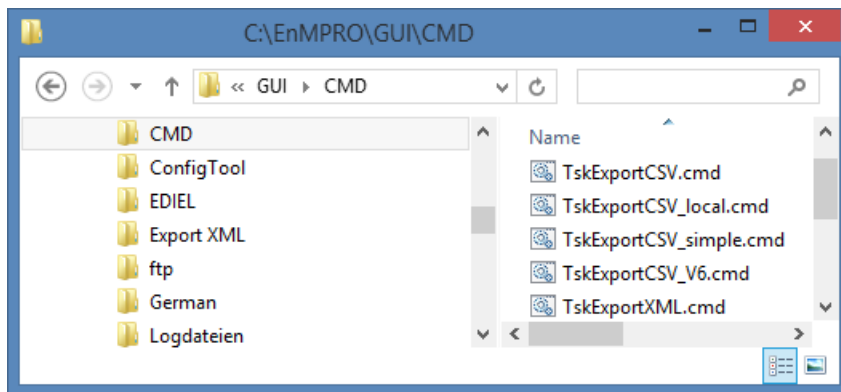 C:\EnMPRO\GUI\CMD
« GUI CMD
CMD
ConfigTool
EDIEL
Export XML
ftp
German
Logdateien
Name
TskExportCSV.cmd
TskExportCSV_local.cmd
TskExportCSV_simple.cmd
TskExportCSV_V6.cmd
TskExportXML.cmd